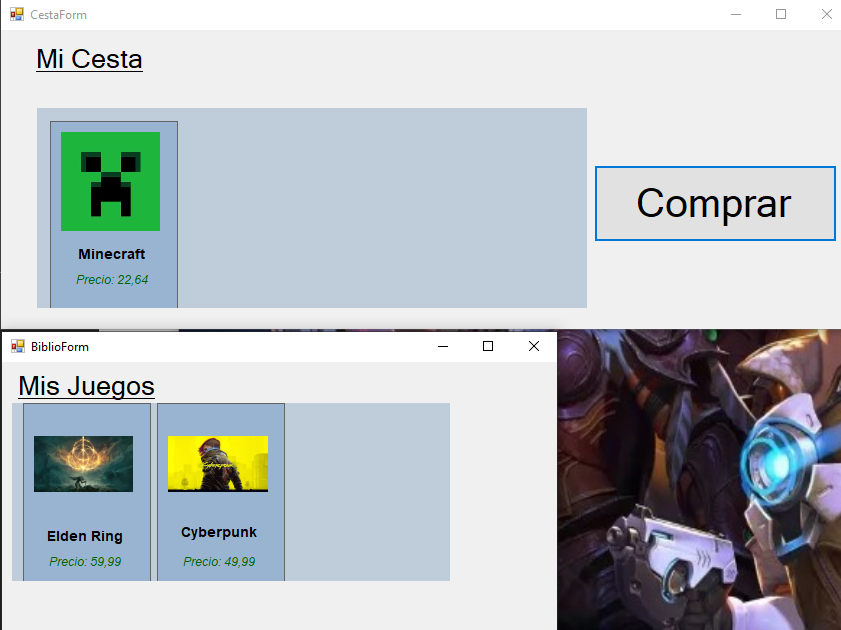 CestaForm
Mi Cesta
Minecraft
Precio: 22,64
Comprar
BiblioForm
Mis Juegos
Elden Ring
Precio: 59,99
Cyberpunk
Precio: 49,99